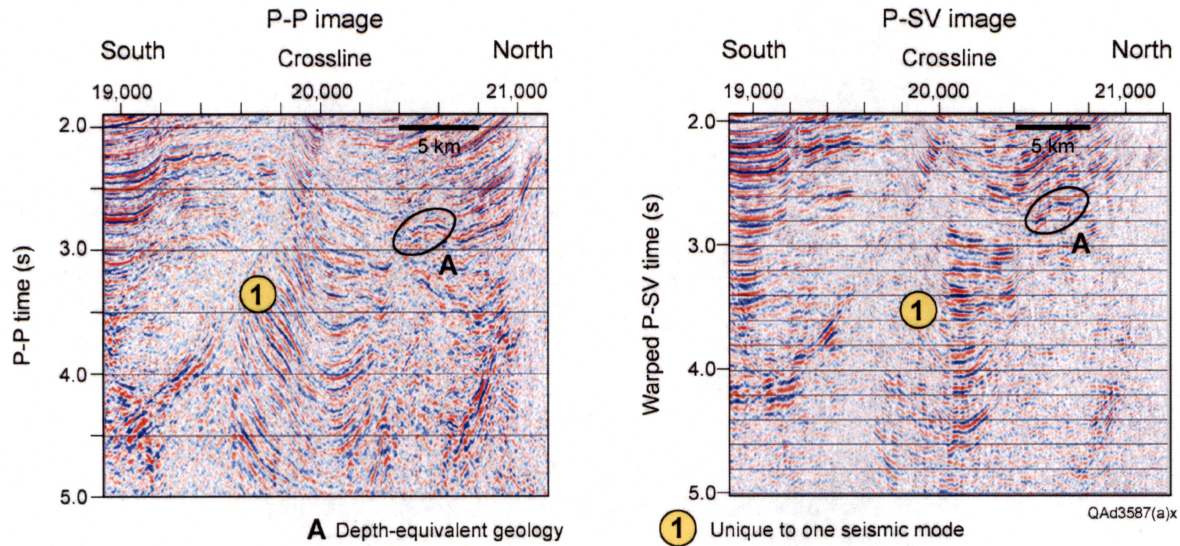 P-P image
South
Crossline
North
19,000
20,000
21,000
2.0
5 km
3.0
A
1
4.0
5.0
P-P time (s)
P-SV image
South
Crossline
North
19,000
20,000
21,000
2.0
5 km
3.0
A
1
4.0
5.0
Warped P-SV time (s)
A Depth-equivalent geology
1 Unique to one seismic mode
QAd3587(a)x